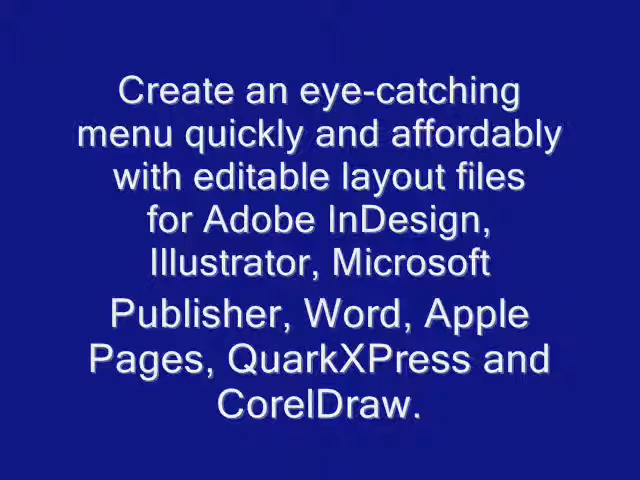 Create an eye-catching
menu quickly and affordably
with editable layout files
for Adobe InDesign,
Illustrator, Microsoft
Publisher, Word, Apple
Pages, QuarkXPress and
CorelDraw.